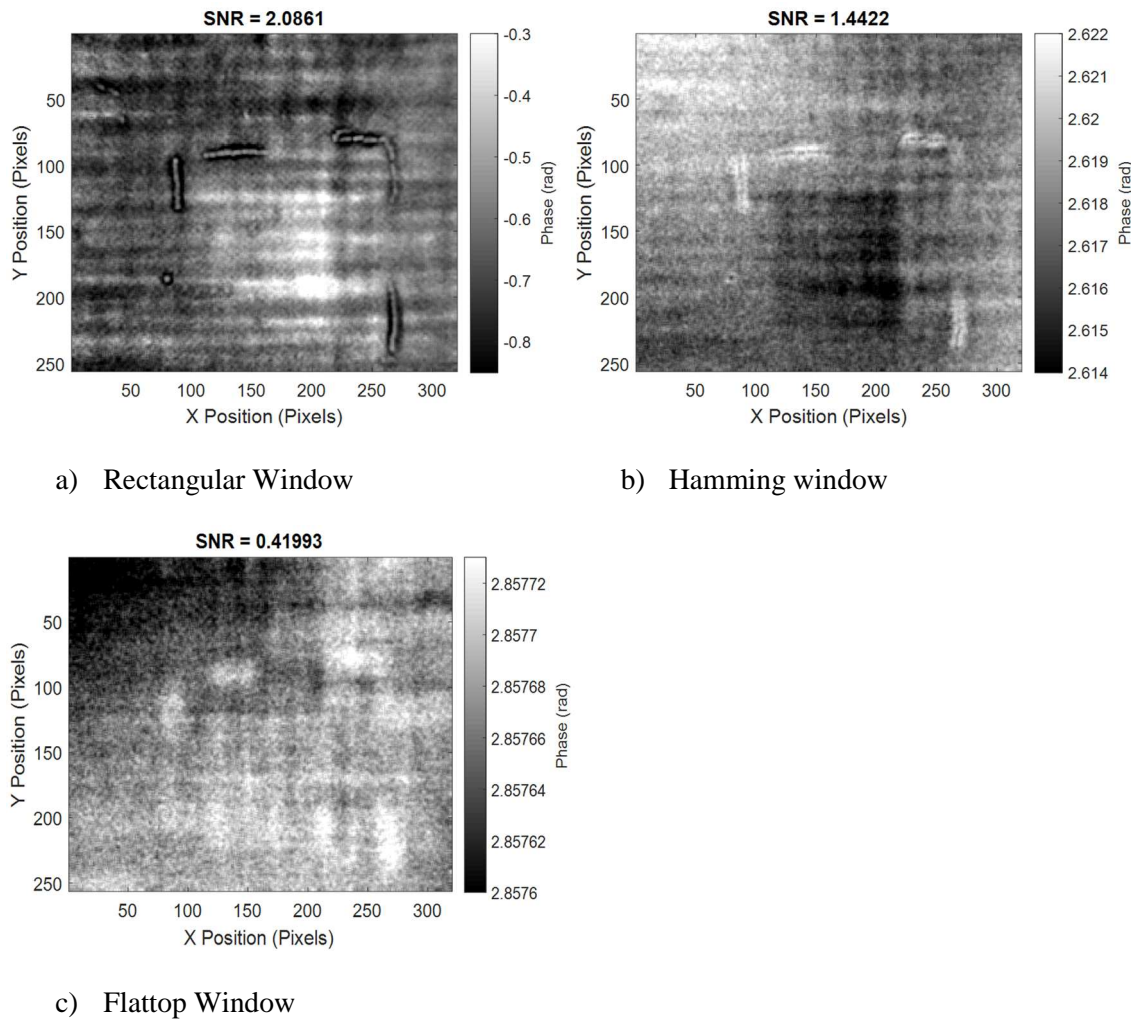 SNR = 2.0861
50
100
150
200
250
50 100 150 200 250 300
X Position (Pixels)
Y Position (Pixels)
-0.3
-0.4
-0.5
-0.6
-0.7
-0.8
Phase (rad)
SNR = 1.4422
50
100
150
200
250
50 100 150 200 250 300
X Position (Pixels)
Y Position (Pixels)
2.622
2.621
2.62
2.619
2.618
2.617
2.616
2.615
2.614
Phase (rad)
a) Rectangular Window
b) Hamming window
SNR = 0.41993
50
100
150
200
250
50 100 150 200 250 300
X Position (Pixels)
Y Position (Pixels)
2.85772
2.8577
2.85768
2.85766
2.85764
2.85762
2.8576
Phase (rad)
c) Flattop Window